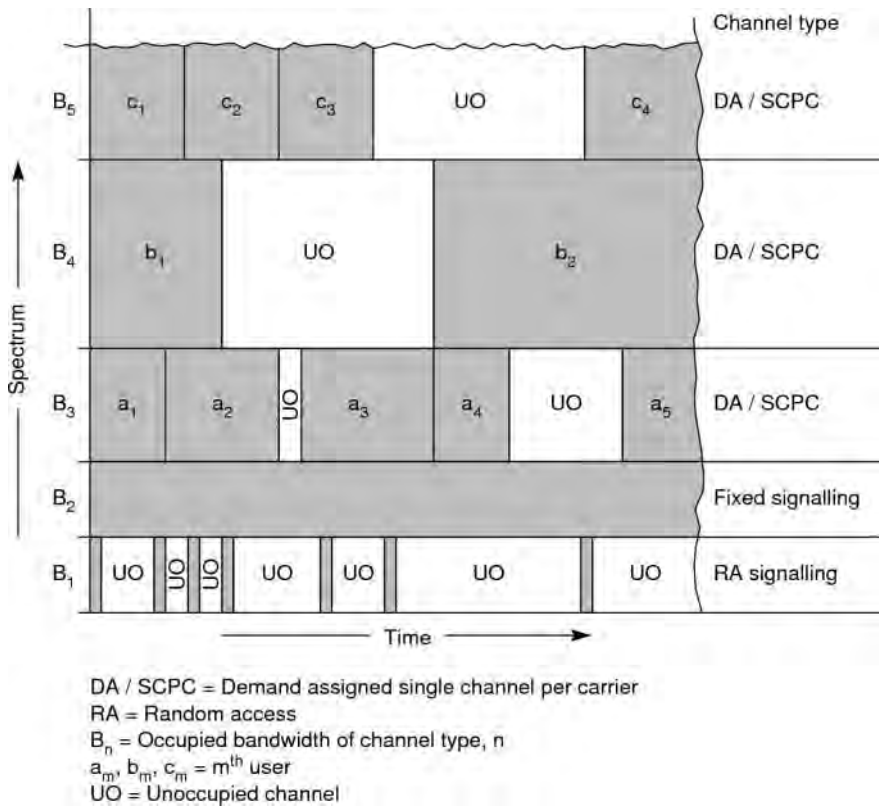 Channel type
B5 c1 c2 c3 UO c4 DA / SCPC
B4 b1 UO b2 DA / SCPC
B3 a1 a2 UO a3 a4 UO a5 DA / SCPC
B2 Fixed signalling
B1 UO UO UO UO UO UO UO RA signalling
Spectrum
Time
DA / SCPC = Demand assigned single channel per carrier
RA = Random access
Bn = Occupied bandwidth of channel type, n
am, bm, cm = mth user
UO = Unoccupied channel